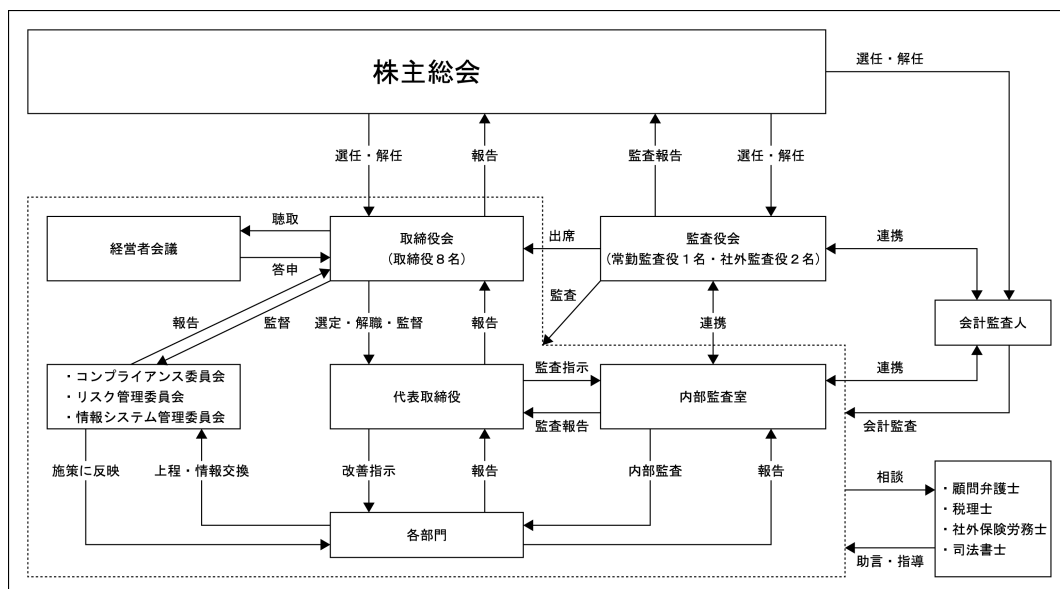 株主総会
選任・解任
選任・解任
報告
監査報告
選任・解任
経営者会議
聴取
答申
取締役会
（取締役８名）
出席
監査役会
（常勤監査役１名・社外監査役２名）
連携
会計監査人
報告
監督
選定・解職・監督
報告
監査
連携
・コンプライアンス委員会
・リスク管理委員会
・情報システム管理委員会
代表取締役
監査指示
監査報告
内部監査室
連携
会計監査
施策に反映
上程・情報交換
改善指示
報告
内部監査
報告
各部門
相談
助言・指導
・顧問弁護士
・税理士
・社外保険労務士
・司法書士